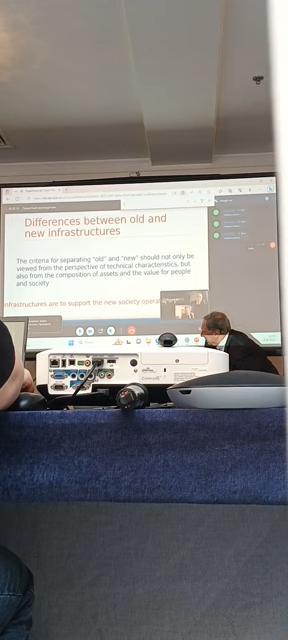 Differences between old and
new infrastructures
The criteria for separating "old" and "new" should not only be
viewed from the perspective of technical characteristics, but
also from the composition of assets and the value for people
and society
nfrastructures are to support the new society opera